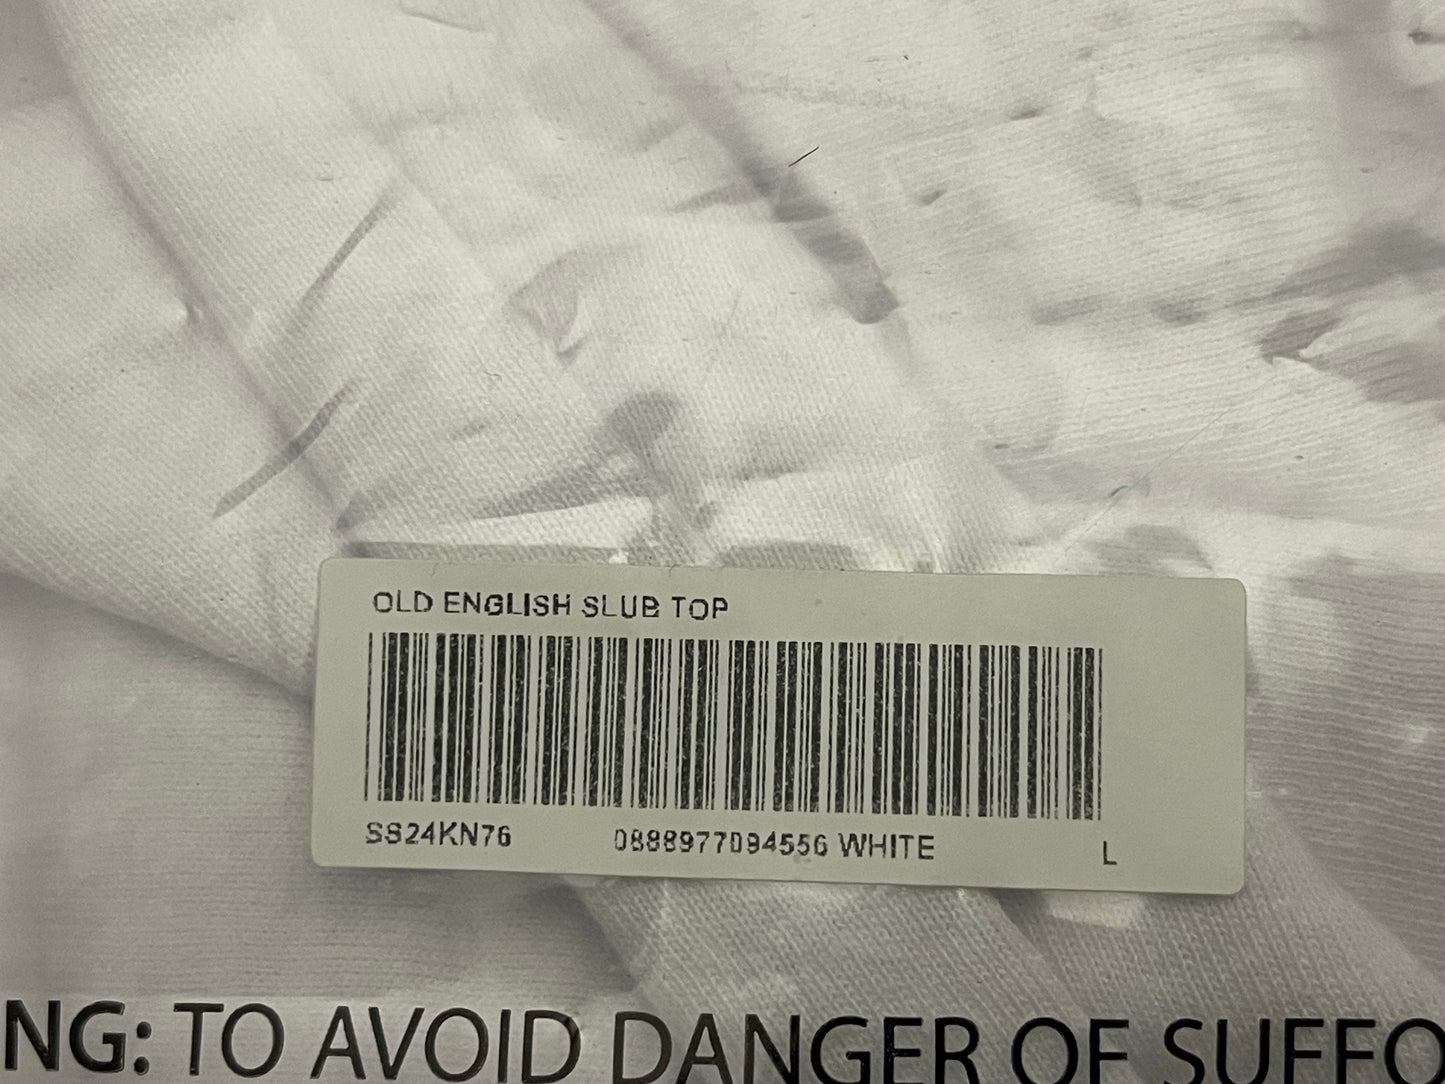 OLD ENGLISH SLUB TOP
SS24KN76 0888977094556 WHITE L
NG: TO AVOID DANGER OF SUFFO